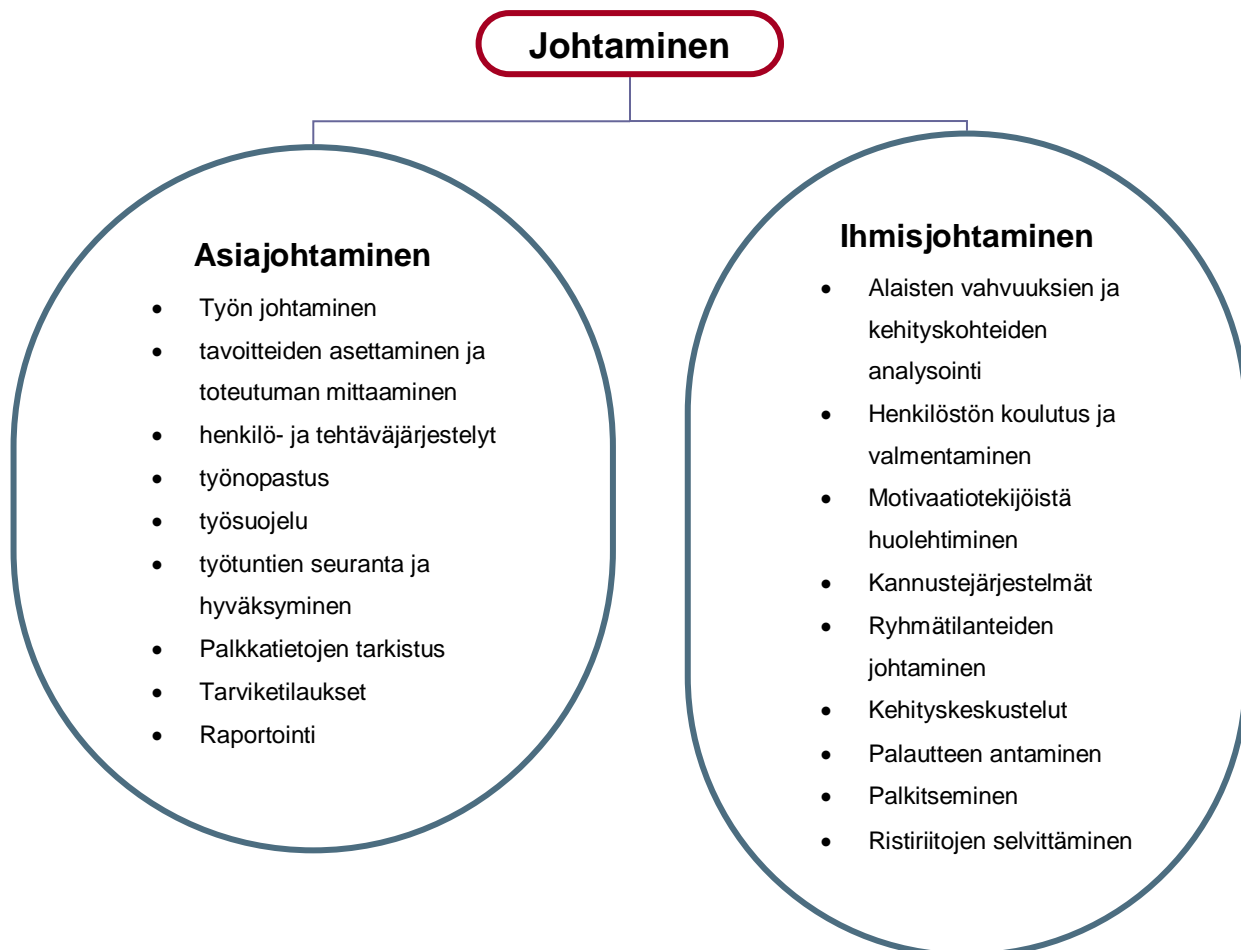 Johtaminen
Asiajohtaminen
• Työn johtaminen
• tavoitteiden asettaminen ja
toteutuman mittaaminen
• henkilö- ja tehtäväjärjestelyt
• työnopastus
• työsuojelu
• työtuntien seuranta ja
hyväksyminen
• Palkkatietojen tarkistus
• Tarviketilaukset
• Raportointi
Ihmisjohtaminen
• Alaisten vahvuuksien ja
kehityskohteiden
analysointi
• Henkilöstön koulutus ja
valmentaminen
• Motivaatiotekijöistä
huolehtiminen
• Kannustejärjestelmät
• Ryhmätilanteiden
johtaminen
• Kehityskeskustelut
• Palautteen antaminen
• Palkitseminen
• Ristiriitojen selvittäminen